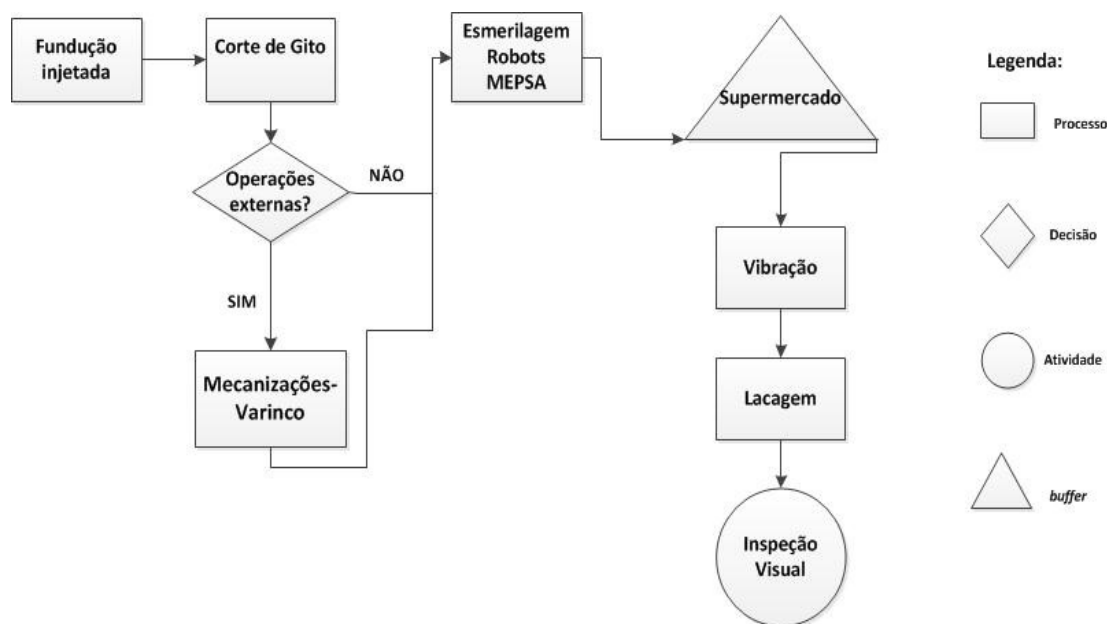 Fundução
injetada
Corte de Gito
Operações
externas?
NÃO
SIM
Mecanizações-
Varinco
Esmerilagem
Robots
MEPSA
Supermercado
Vibração
Lacagem
Inspeção
Visual
Legenda:
Processo
Decisão
Atividade
buffer